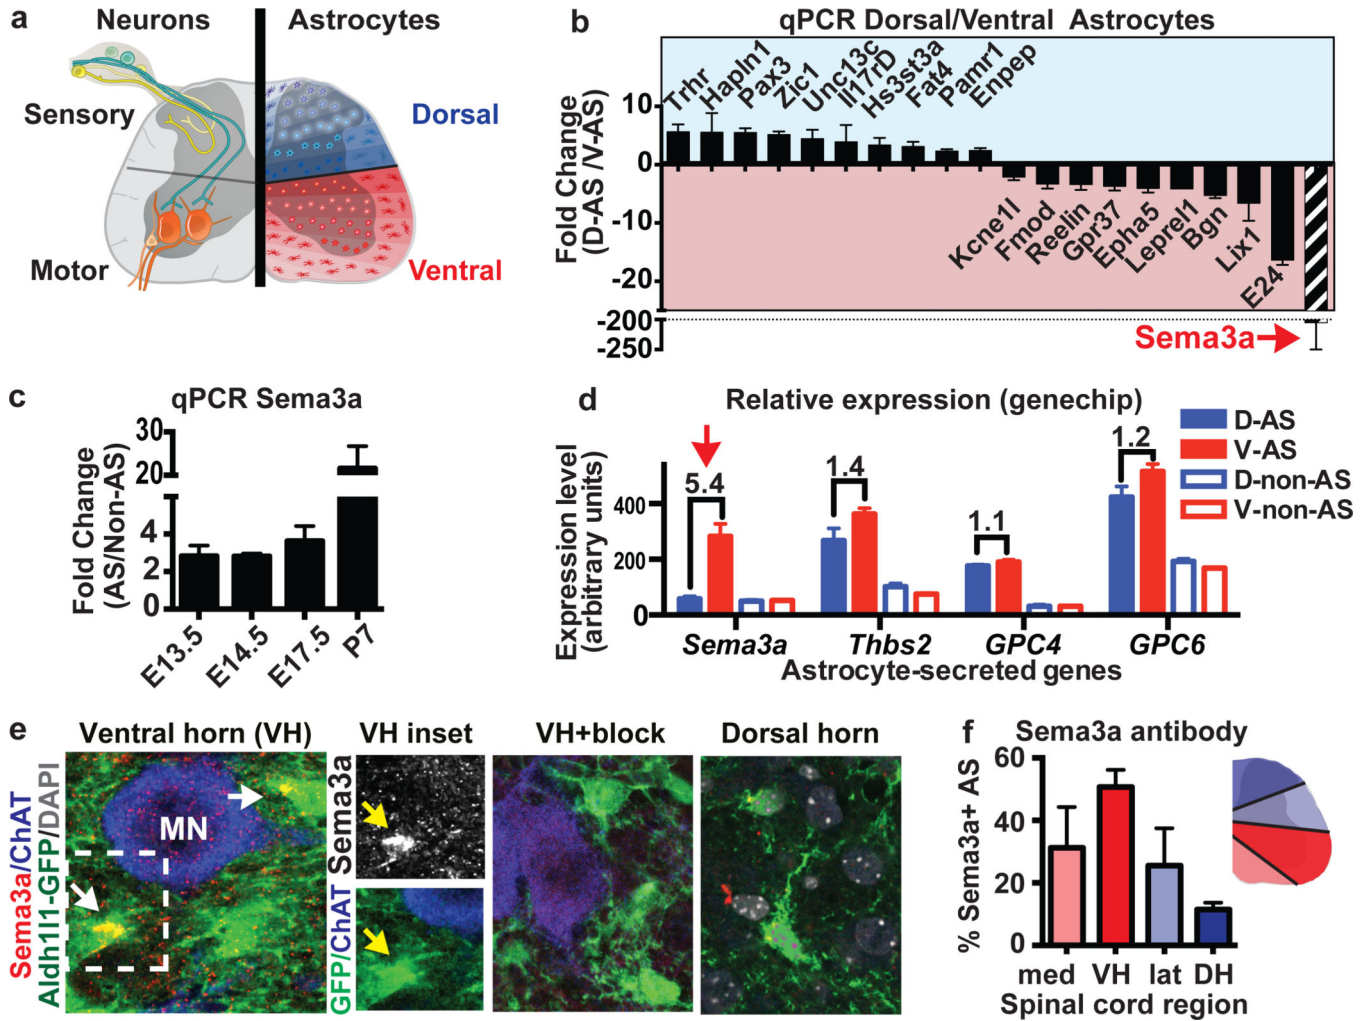 a
Neurons
Astrocytes
Sensory
Dorsal
Motor
Ventral
b
qPCR Dorsal/Ventral Astrocytes
Fold Change
(D-AS /V-AS)
10
0
-10
-20
-200
-250
Trhr
Hapln1
Pax3
Zic1
Unc13c
Il17rD
Hs3st3a
Fat4
Pamr1
Enpep
Kcne1l
Fmod
Reelin
Gpr37
Epha5
Leprel1
Bgn
Lix1
E24
Sema3a
c
qPCR Sema3a
Fold Change
(AS/Non-AS)
30
20
4
2
0
E13.5
E14.5
E17.5
P7
d
Relative expression (genechip)
Expression level
(arbitrary units)
400
200
0
5.4
1.4
1.1
1.2
D-AS
V-AS
D-non-AS
V-non-AS
Sema3a
Thbs2
GPC4
GPC6
Astrocyte-secreted genes
e
Ventral horn (VH)
VH inset
VH+block
Dorsal horn
Sema3a/ChAT
Aldh1l1-GFP/DAPI
MN
Sema3a
GFP/ChAT
f
Sema3a antibody
% Sema3a+ AS
60
40
20
0
med
VH
lat
DH
Spinal cord region